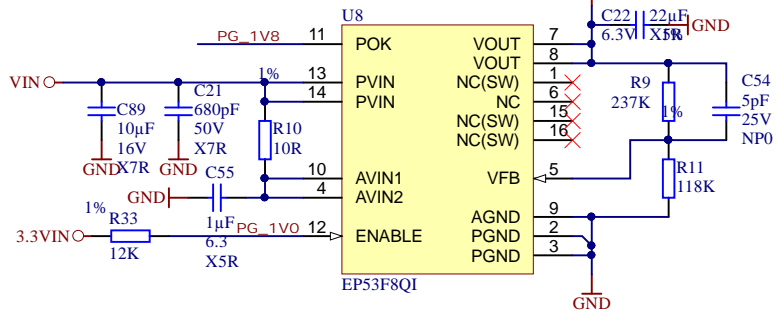 U8
EP53F8QI
PG_1V8
11
POK
VIN
13
PVIN
14
PVIN
1%
C89
10µF
16V
X7R
GND
C21
680pF
50V
X7R
GND
R10
10R
10
AVIN1
4
AVIN2
C55
1µF
6.3
X5R
GND
3.3VIN
1%
R33
12K
PG_1V0
12
ENABLE
VOUT
7
VOUT
8
NC(SW)
1
NC
6
NC(SW)
15
NC(SW)
16
VFB
5
AGND
9
PGND
2
PGND
3
GND
C22
6.3V
22µF
X5R
GND
R9
237K
1%
C54
5pF
25V
NP0
R11
118K